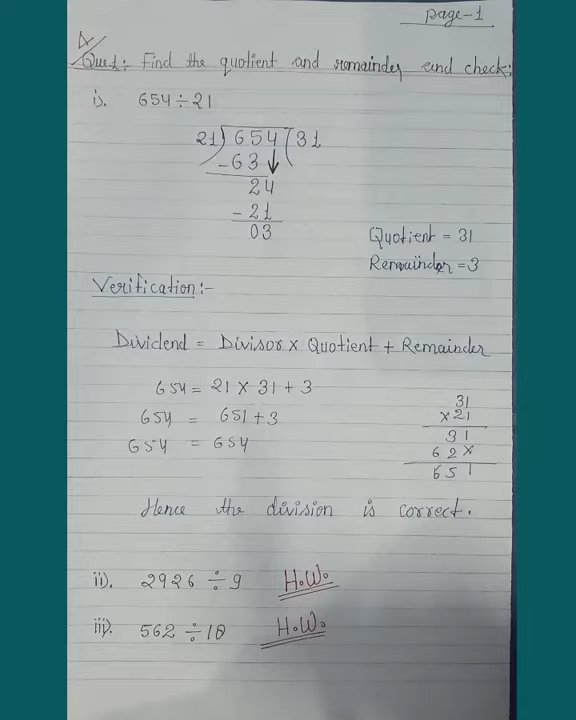 Page-1
Que1:- Find the quotient and remainder and check:
i). 654 ÷ 21
21)654(31
-63↓
24
-21
03
Quotient = 31
Remainder = 3
Verification:-
Dividend = Divisor x Quotient + Remainder
654 = 21 x 31 + 3
654 = 651 + 3
654 = 654
31
x21
31
62x
651
Hence the division is correct.
ii). 2926 ÷ 9 H.W.
iii). 562 ÷ 10 H.W.